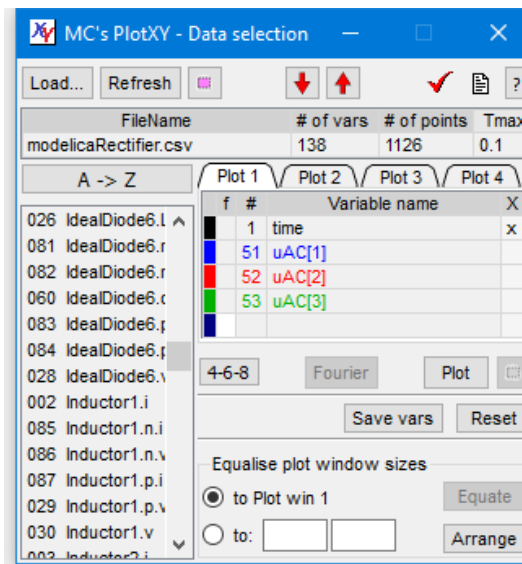 MC's PlotXY - Data selection
Load... Refresh ?
FileName # of vars # of points Tmax
modelicaRectifier.csv 138 1126 0.1
A -> Z
Plot 1 Plot 2 Plot 3 Plot 4
f # Variable name X
1 time x
51 uAC[1]
52 uAC[2]
53 uAC[3]
026 IdealDiode6.
081 IdealDiode6.
082 IdealDiode6.
060 IdealDiode6.
083 IdealDiode6.
084 IdealDiode6.
028 IdealDiode6.
002 Inductor1.i
085 Inductor1.n.i
086 Inductor1.n.v
087 Inductor1.p.i
029 Inductor1.p.v
030 Inductor1.v
003 Inductor2.i
4-6-8 Fourier Plot
Save vars Reset
Equalise plot window sizes
to Plot win 1 Equate
to: Arrange